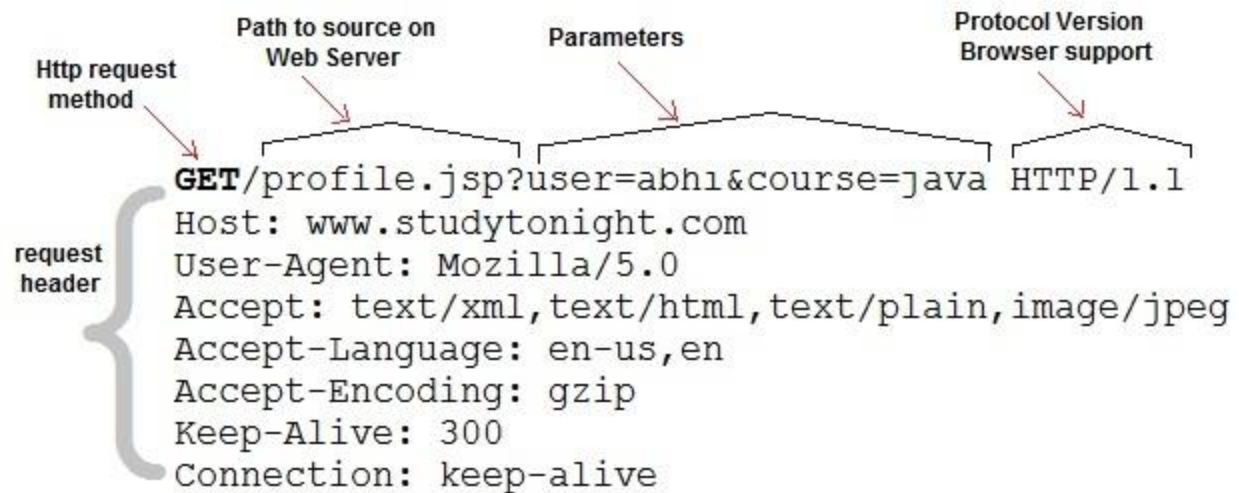 Path to source on
Web Server
Parameters
Protocol Version
Browser support
Http request
method
GET/profile.jsp?user=abhi&course=java HTTP/1.1
Host: www.studytonight.com
User-Agent: Mozilla/5.0
Accept: text/xml,text/html,text/plain,image/jpeg
Accept-Language: en-us,en
Accept-Encoding: gzip
Keep-Alive: 300
Connection: keep-alive
request
header